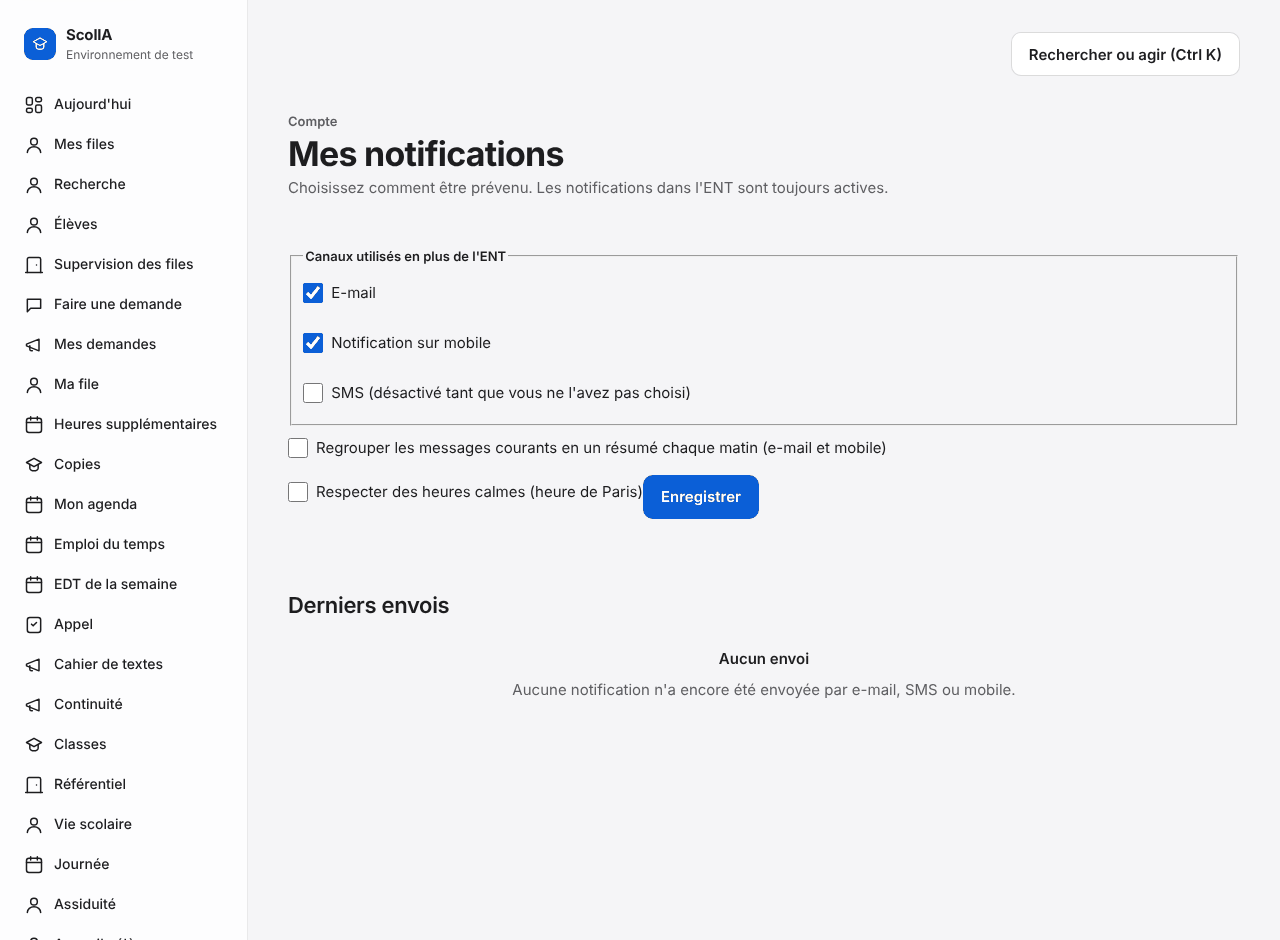 ScolIA
Environnement de test
Rechercher ou agir (Ctrl K)
Aujourd'hui
Mes files
Recherche
Élèves
Supervision des files
Faire une demande
Mes demandes
Ma file
Heures supplémentaires
Copies
Mon agenda
Emploi du temps
EDT de la semaine
Appel
Cahier de textes
Continuité
Classes
Référentiel
Vie scolaire
Journée
Assiduité
Compte
Mes notifications
Choisissez comment être prévenu. Les notifications dans l'ENT sont toujours actives.
Canaux utilisés en plus de l'ENT
E-mail
Notification sur mobile
SMS (désactivé tant que vous ne l'avez pas choisi)
Regrouper les messages courants en un résumé chaque matin (e-mail et mobile)
Respecter des heures calmes (heure de Paris)
Enregistrer
Derniers envois
Aucun envoi
Aucune notification n'a encore été envoyée par e-mail, SMS ou mobile.